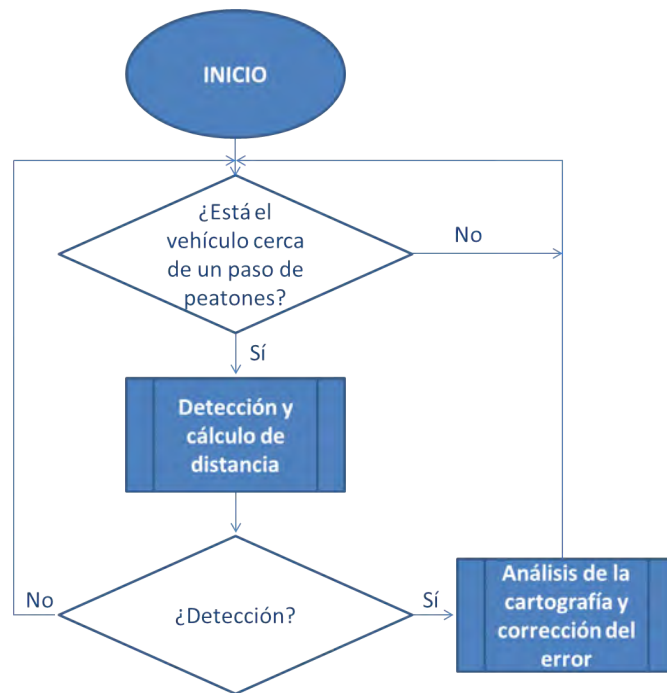 INICIO
¿Está el
vehículo cerca
de un paso de
peatones?
No
Sí
Detección y
cálculo de
distancia
No
¿Detección?
Sí
Análisis de la
cartografía y
corrección del
error